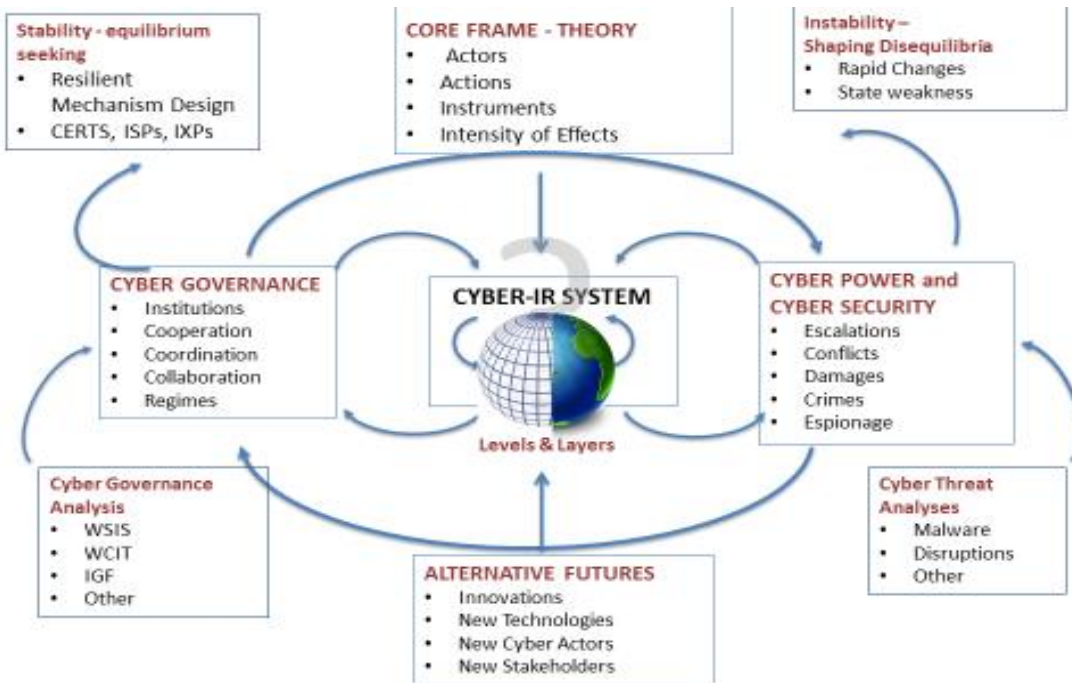 Stability - equilibrium
seeking
• Resilient
Mechanism Design
• CERTS, ISPs, IXPs
CORE FRAME - THEORY
• Actors
• Actions
• Instruments
• Intensity of Effects
Instability –
Shaping Disequilibria
• Rapid Changes
• State weakness
CYBER GOVERNANCE
• Institutions
• Cooperation
• Coordination
• Collaboration
• Regimes
CYBER-IR SYSTEM
Levels & Layers
CYBER POWER and
CYBER SECURITY
• Escalations
• Conflicts
• Damages
• Crimes
• Espionage
Cyber Governance
Analysis
• WSIS
• WCIT
• IGF
• Other
ALTERNATIVE FUTURES
• Innovations
• New Technologies
• New Cyber Actors
• New Stakeholders
Cyber Threat
Analyses
• Malware
• Disruptions
• Other